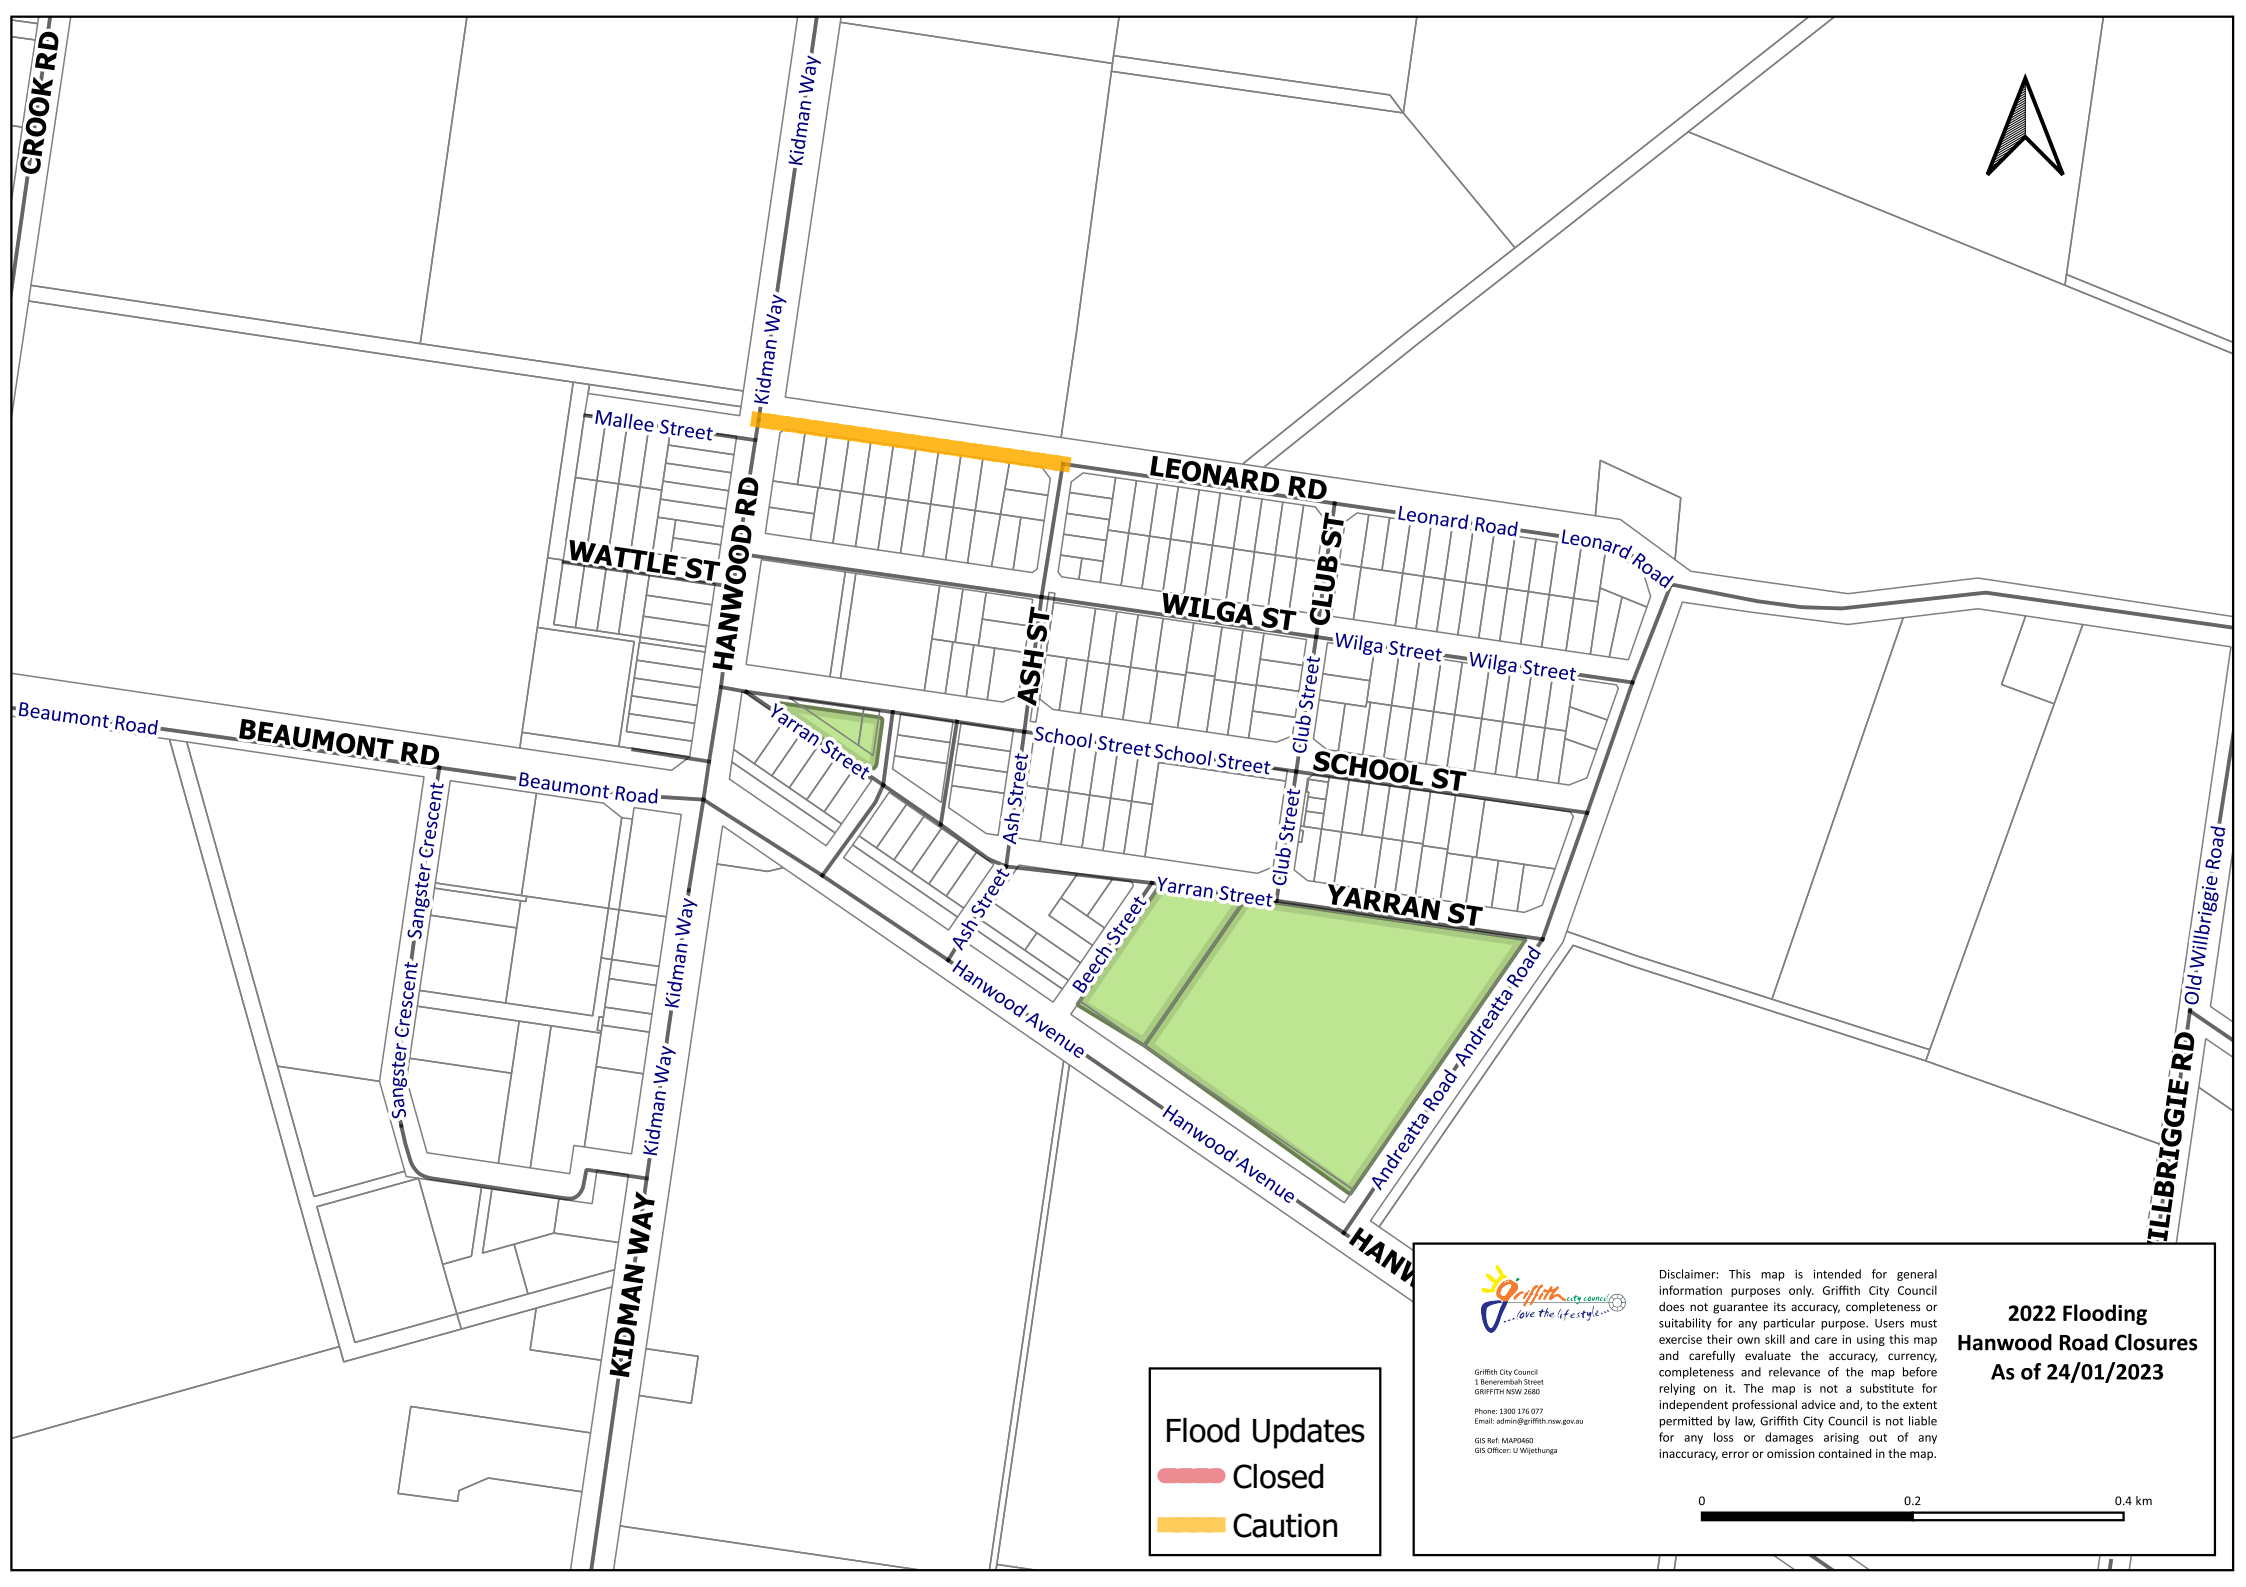 CROOK RD
Kidman Way
Kidman Way
Mallee Street
LEONARD RD
Leonard Road
Leonard Road
HANWOOD RD
CLUB ST
WATTLE ST
WILGA ST
Wilga Street
Wilga Street
ASH ST
Club Street
Beaumont Road
BEAUMONT RD
Beaumont Road
Yarran Street
School Street
School Street
SCHOOL ST
Ash Street
Club Street
Sangster Crescent
Sangster Crescent
Kidman Way
Kidman Way
Kidman Way
KIDMAN WAY
Ash Street
Yarran Street
YARRAN ST
Beech Street
Hanwood Avenue
Hanwood Avenue
Andreatta Road
Andreatta Road
Old Willbriggie Road
ILLBRIGGIE RD
HANW
Flood Updates
Closed
Caution
griffith city council
...love the lifestyle...
Griffith City Council
1 Benerembah Street
GRIFFITH NSW 2680
Phone: 1300 176 077
Email: admin@griffith.nsw.gov.au
GIS Ref: MAP0460
GIS Officer: U Wijethunga
Disclaimer: This map is intended for general
information purposes only. Griffith City Council
does not guarantee its accuracy, completeness or
suitability for any particular purpose. Users must
exercise their own skill and care in using this map
and carefully evaluate the accuracy, currency,
completeness and relevance of the map before
relying on it. The map is not a substitute for
independent professional advice and, to the extent
permitted by law, Griffith City Council is not liable
for any loss or damages arising out of any
inaccuracy, error or omission contained in the map.
2022 Flooding
Hanwood Road Closures
As of 24/01/2023
0 0.2 0.4 km